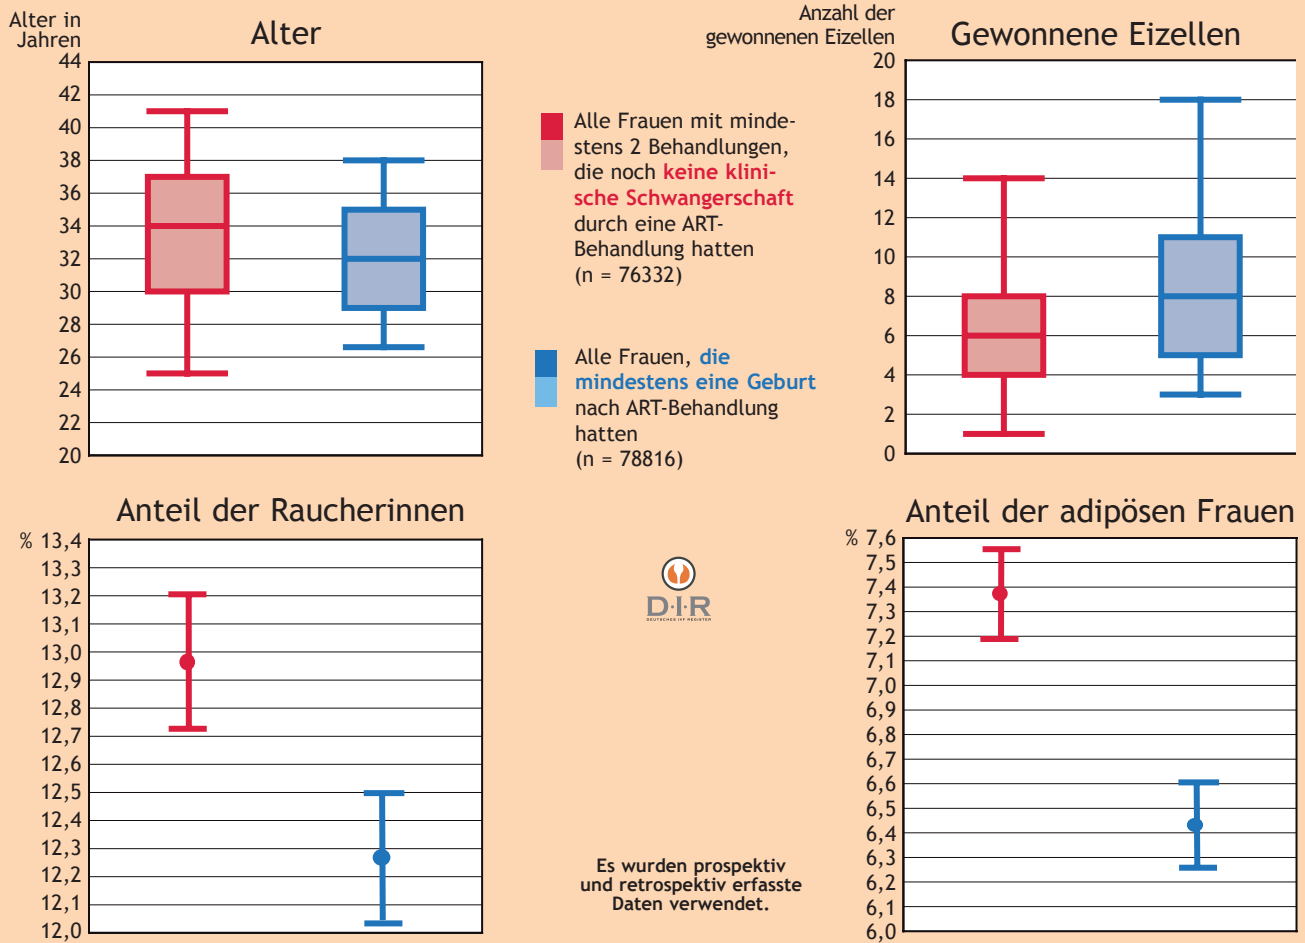 Alter in
Jahren
Alter
44
42
40
38
36
34
32
30
28
26
24
22
20
Alle Frauen mit minde-
stens 2 Behandlungen,
die noch keine klini-
sche Schwangerschaft
durch eine ART-
Behandlung hatten
(n = 76332)
Alle Frauen, die
mindestens eine Geburt
nach ART-Behandlung
hatten
(n = 78816)
Anzahl der
gewonnenen Eizellen
Gewonnene Eizellen
20
18
16
14
12
10
8
6
4
2
0
Anteil der Raucherinnen
% 13,4
13,3
13,2
13,1
13,0
12,9
12,8
12,7
12,6
12,5
12,4
12,3
12,2
12,1
12,0
D·I·R
DEUTSCHES IVF REGISTER
Es wurden prospektiv
und retrospektiv erfasste
Daten verwendet.
Anteil der adipösen Frauen
% 7,6
7,5
7,4
7,3
7,2
7,1
7,0
6,9
6,8
6,7
6,6
6,5
6,4
6,3
6,2
6,1
6,0